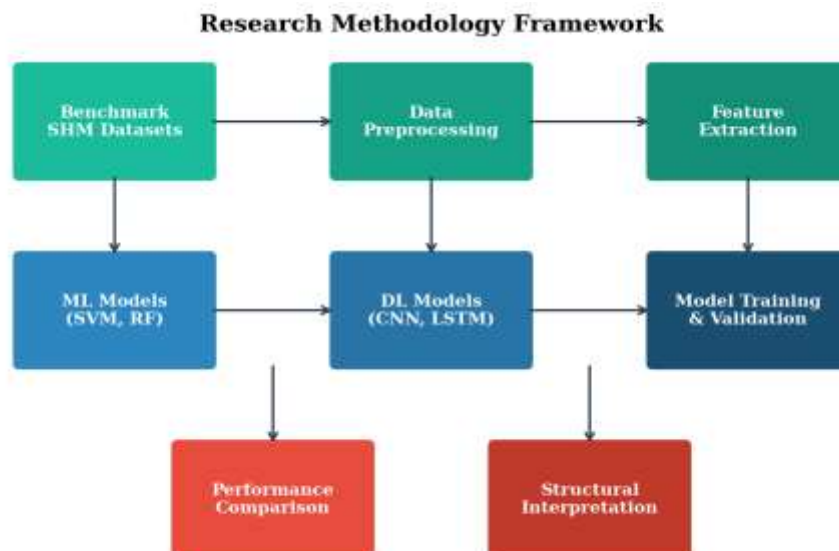 Research Methodology Framework
Benchmark
SHM Datasets
Data
Preprocessing
Feature
Extraction
ML Models
(SVM, RF)
DL Models
(CNN, LSTM)
Model Training
& Validation
Performance
Comparison
Structural
Interpretation